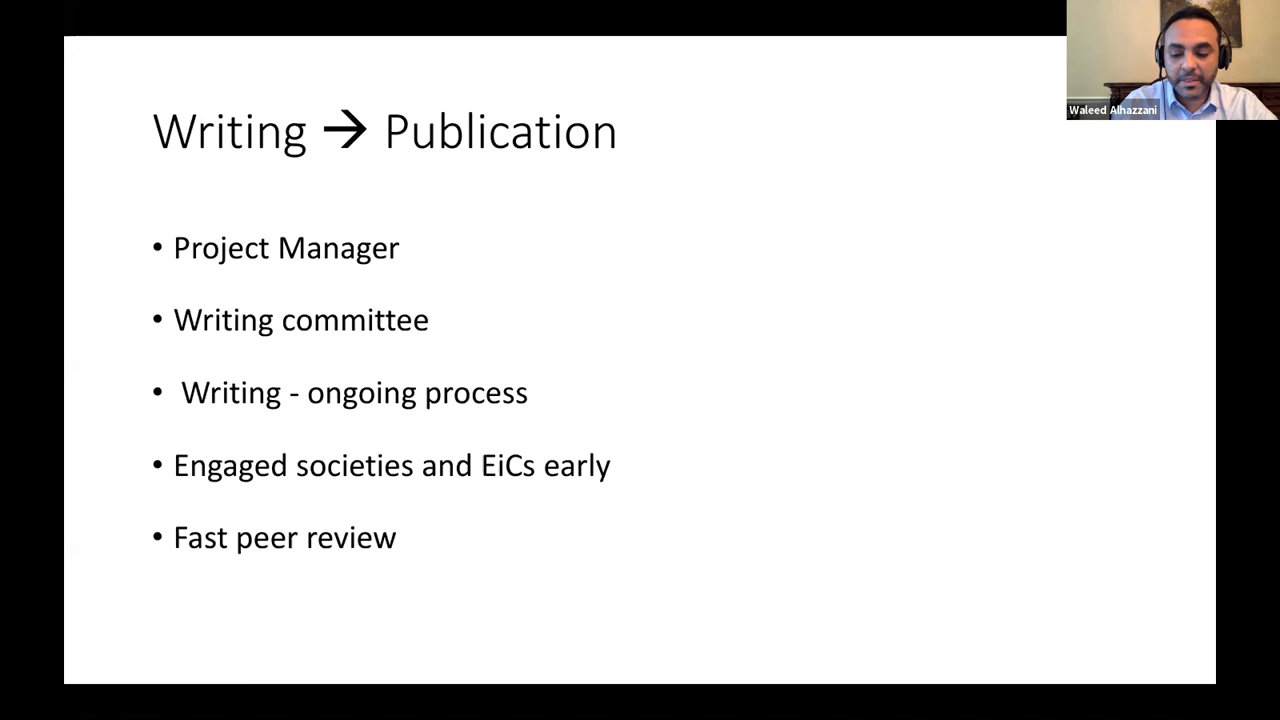 Writing → Publication
• Project Manager
• Writing committee
• Writing - ongoing process
• Engaged societies and EiCs early
• Fast peer review
Waleed Alhazzani